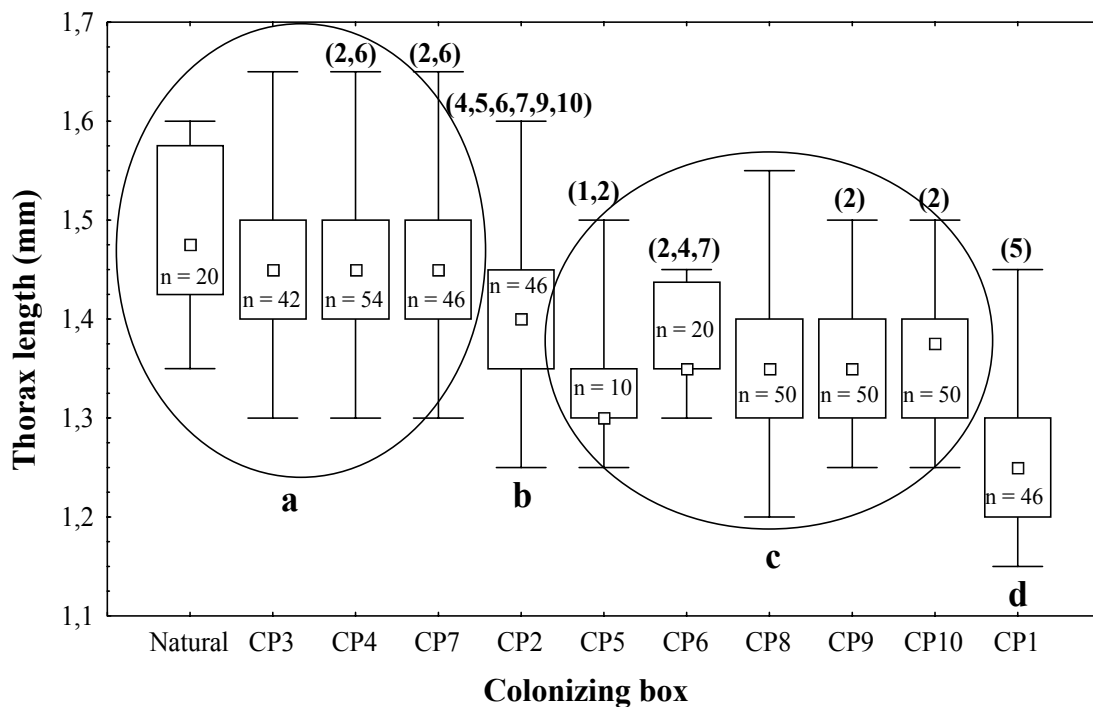 1,7
1,6
1,5
1,4
1,3
1,2
1,1
Thorax length (mm)
(2,6)
(2,6)
(4,5,6,7,9,10)
(1,2)
(2,4,7)
(2)
(2)
(5)
n = 20
n = 42
n = 54
n = 46
n = 46
n = 10
n = 20
n = 50
n = 50
n = 50
n = 46
a
b
c
d
Natural CP3 CP4 CP7 CP2 CP5 CP6 CP8 CP9 CP10 CP1
Colonizing box